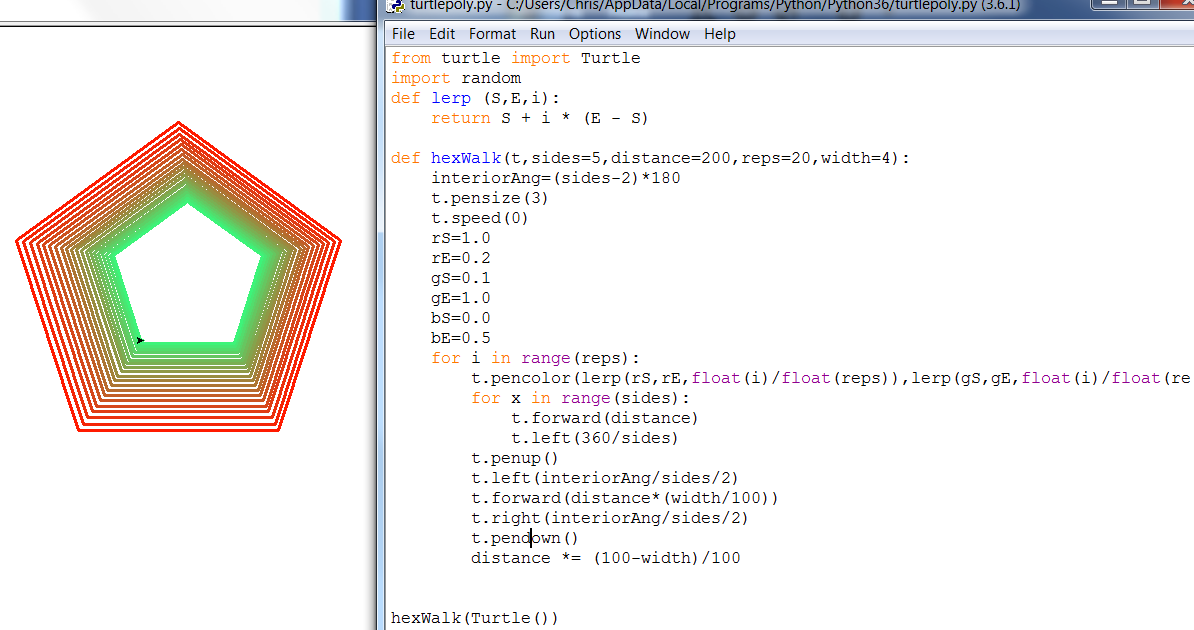 turtlepoly.py - C:/Users/Chris/AppData/Local/Programs/Python/Python36/turtlepoly.py (3.6.1)
File Edit Format Run Options Window Help
from turtle import Turtle
import random
def lerp (S,E,i):
    return S + i * (E - S)
def hexWalk(t,sides=5,distance=200,reps=20,width=4):
    interiorAng=(sides-2)*180
    t.pensize(3)
    t.speed(0)
    rS=1.0
    rE=0.2
    gS=0.1
    gE=1.0
    bS=0.0
    bE=0.5
    for i in range(reps):
        t.pencolor(lerp(rS,rE,float(i)/float(reps)),lerp(gS,gE,float(i)/float(re
        for x in range(sides):
            t.forward(distance)
            t.left(360/sides)
        t.penup()
        t.left(interiorAng/sides/2)
        t.forward(distance*(width/100))
        t.right(interiorAng/sides/2)
        t.pendown()
        distance *= (100-width)/100
hexWalk(Turtle())